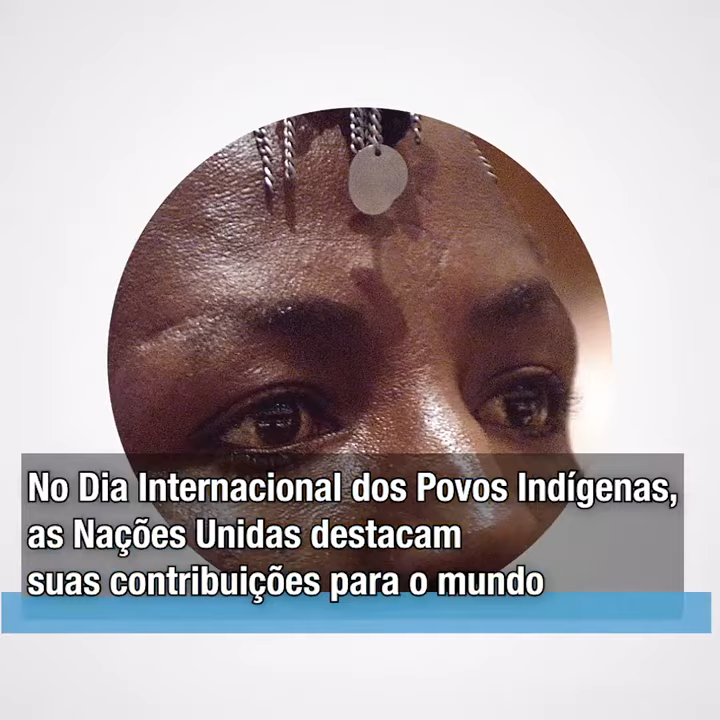 No Dia Internacional dos Povos Indígenas,
as Nações Unidas destacam
suas contribuições para o mundo